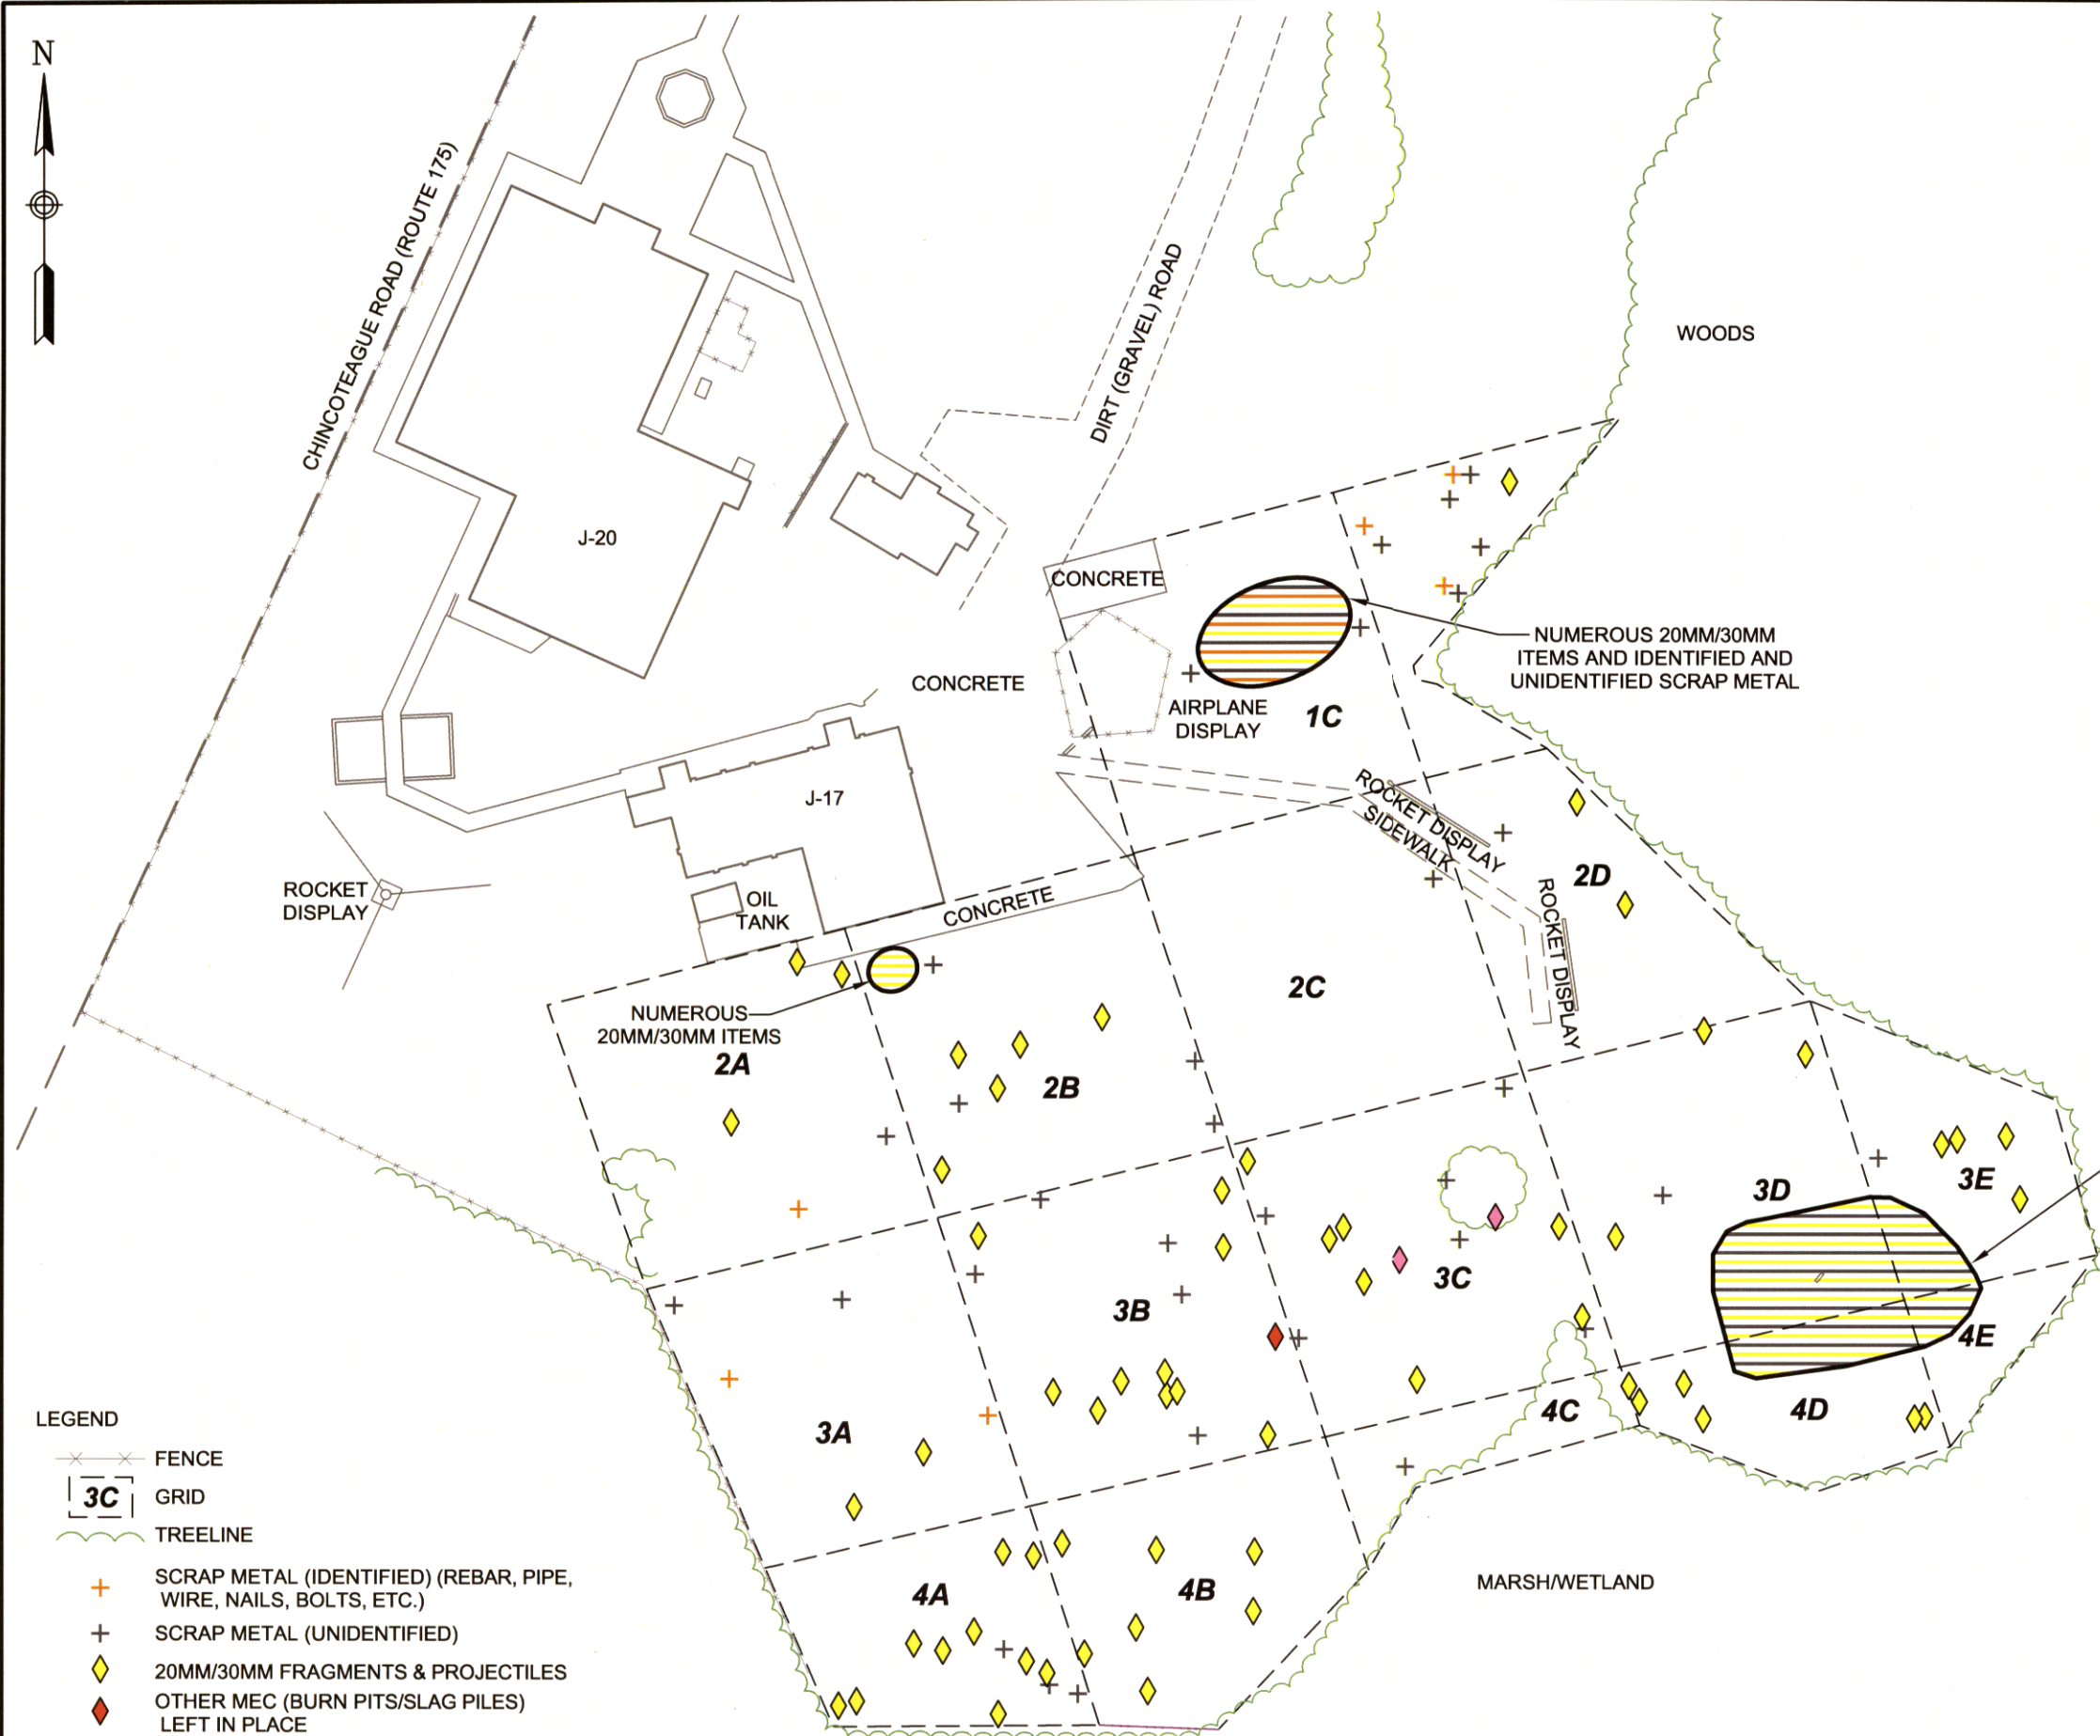 N
CHINCOTEAGUE ROAD (ROUTE 175)
DIRT (GRAVEL) ROAD
WOODS
J-20
CONCRETE
NUMEROUS 20MM/30MM
ITEMS AND IDENTIFIED AND
UNIDENTIFIED SCRAP METAL
CONCRETE
AIRPLANE
DISPLAY
1C
J-17
ROCKET DISPLAY
SIDEWALK
2D
ROCKET
DISPLAY
OIL
TANK
CONCRETE
ROCKET DISPLAY
2C
NUMEROUS
20MM/30MM ITEMS
2A
2B
3D
3E
3C
3B
4E
3A
4C
4D
4A
4B
MARSH/WETLAND
LEGEND
FENCE
3C
GRID
TREELINE
SCRAP METAL (IDENTIFIED) (REBAR, PIPE,
WIRE, NAILS, BOLTS, ETC.)
SCRAP METAL (UNIDENTIFIED)
20MM/30MM FRAGMENTS & PROJECTILES
OTHER MEC (BURN PITS/SLAG PILES)
LEFT IN PLACE